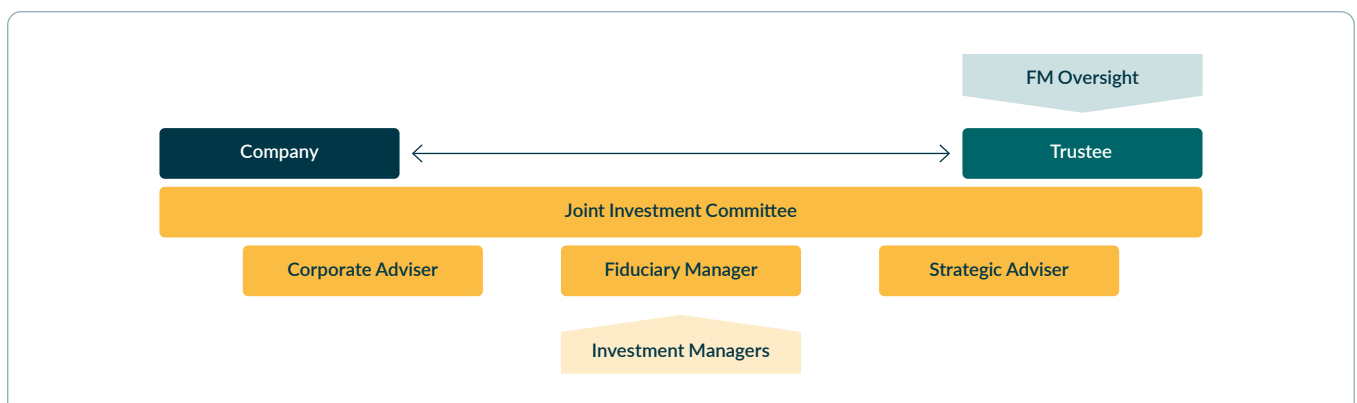 FM Oversight
Company
Trustee
Joint Investment Committee
Corporate Adviser
Fiduciary Manager
Strategic Adviser
Investment Managers